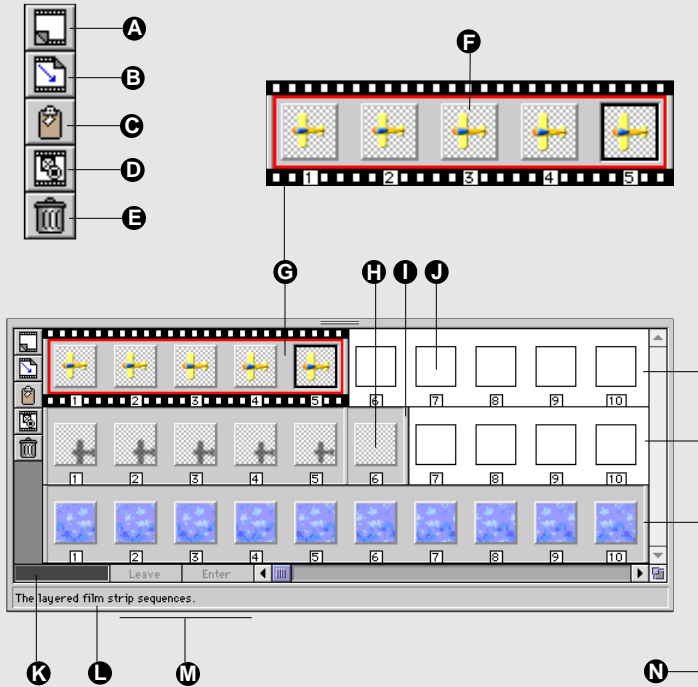 A
B
C
D
E
F
1 2 3 4 5
G
H
I
J
1 2 3 4 5 6 7 8 9 10
1 2 3 4 5 6 7 8 9 10
1 2 3 4 5 6 7 8 9 10
Leave Enter
The layered film strip sequences.
K
L
M
N